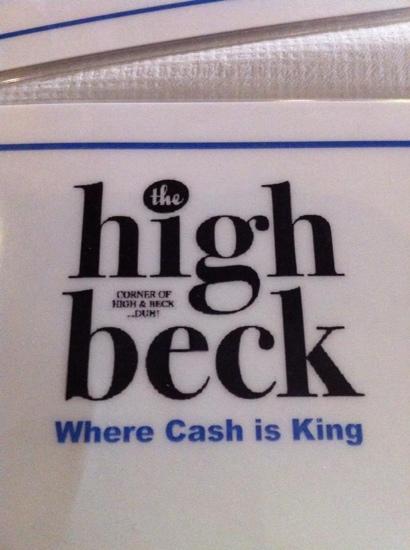 the
high
CORNER OF
HIGH & BECK
...DUH!
beck
Where Cash is King